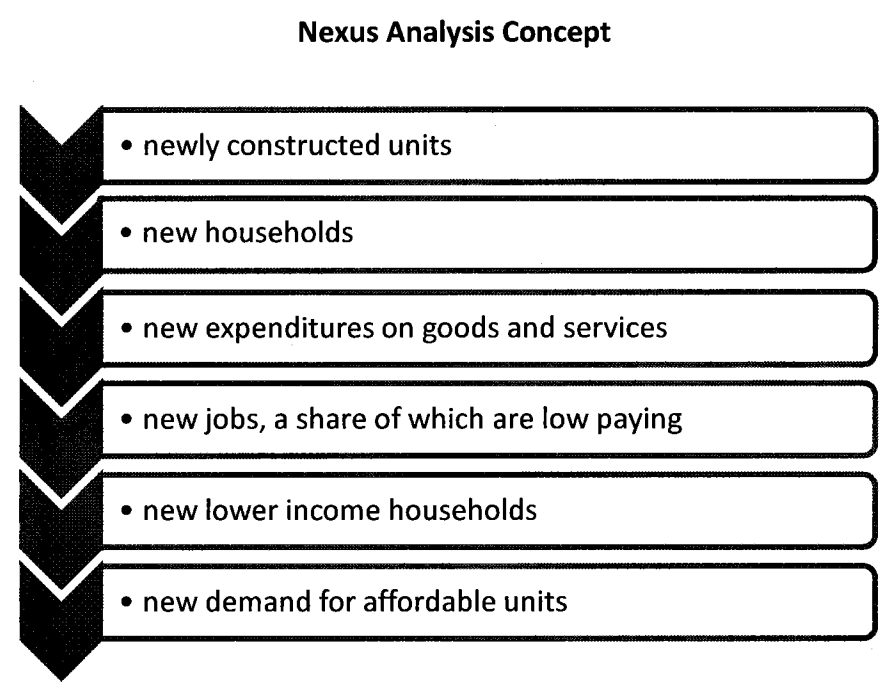 Nexus Analysis Concept
• newly constructed units
• new households
• new expenditures on goods and services
• new jobs, a share of which are low paying
• new lower income households
• new demand for affordable units